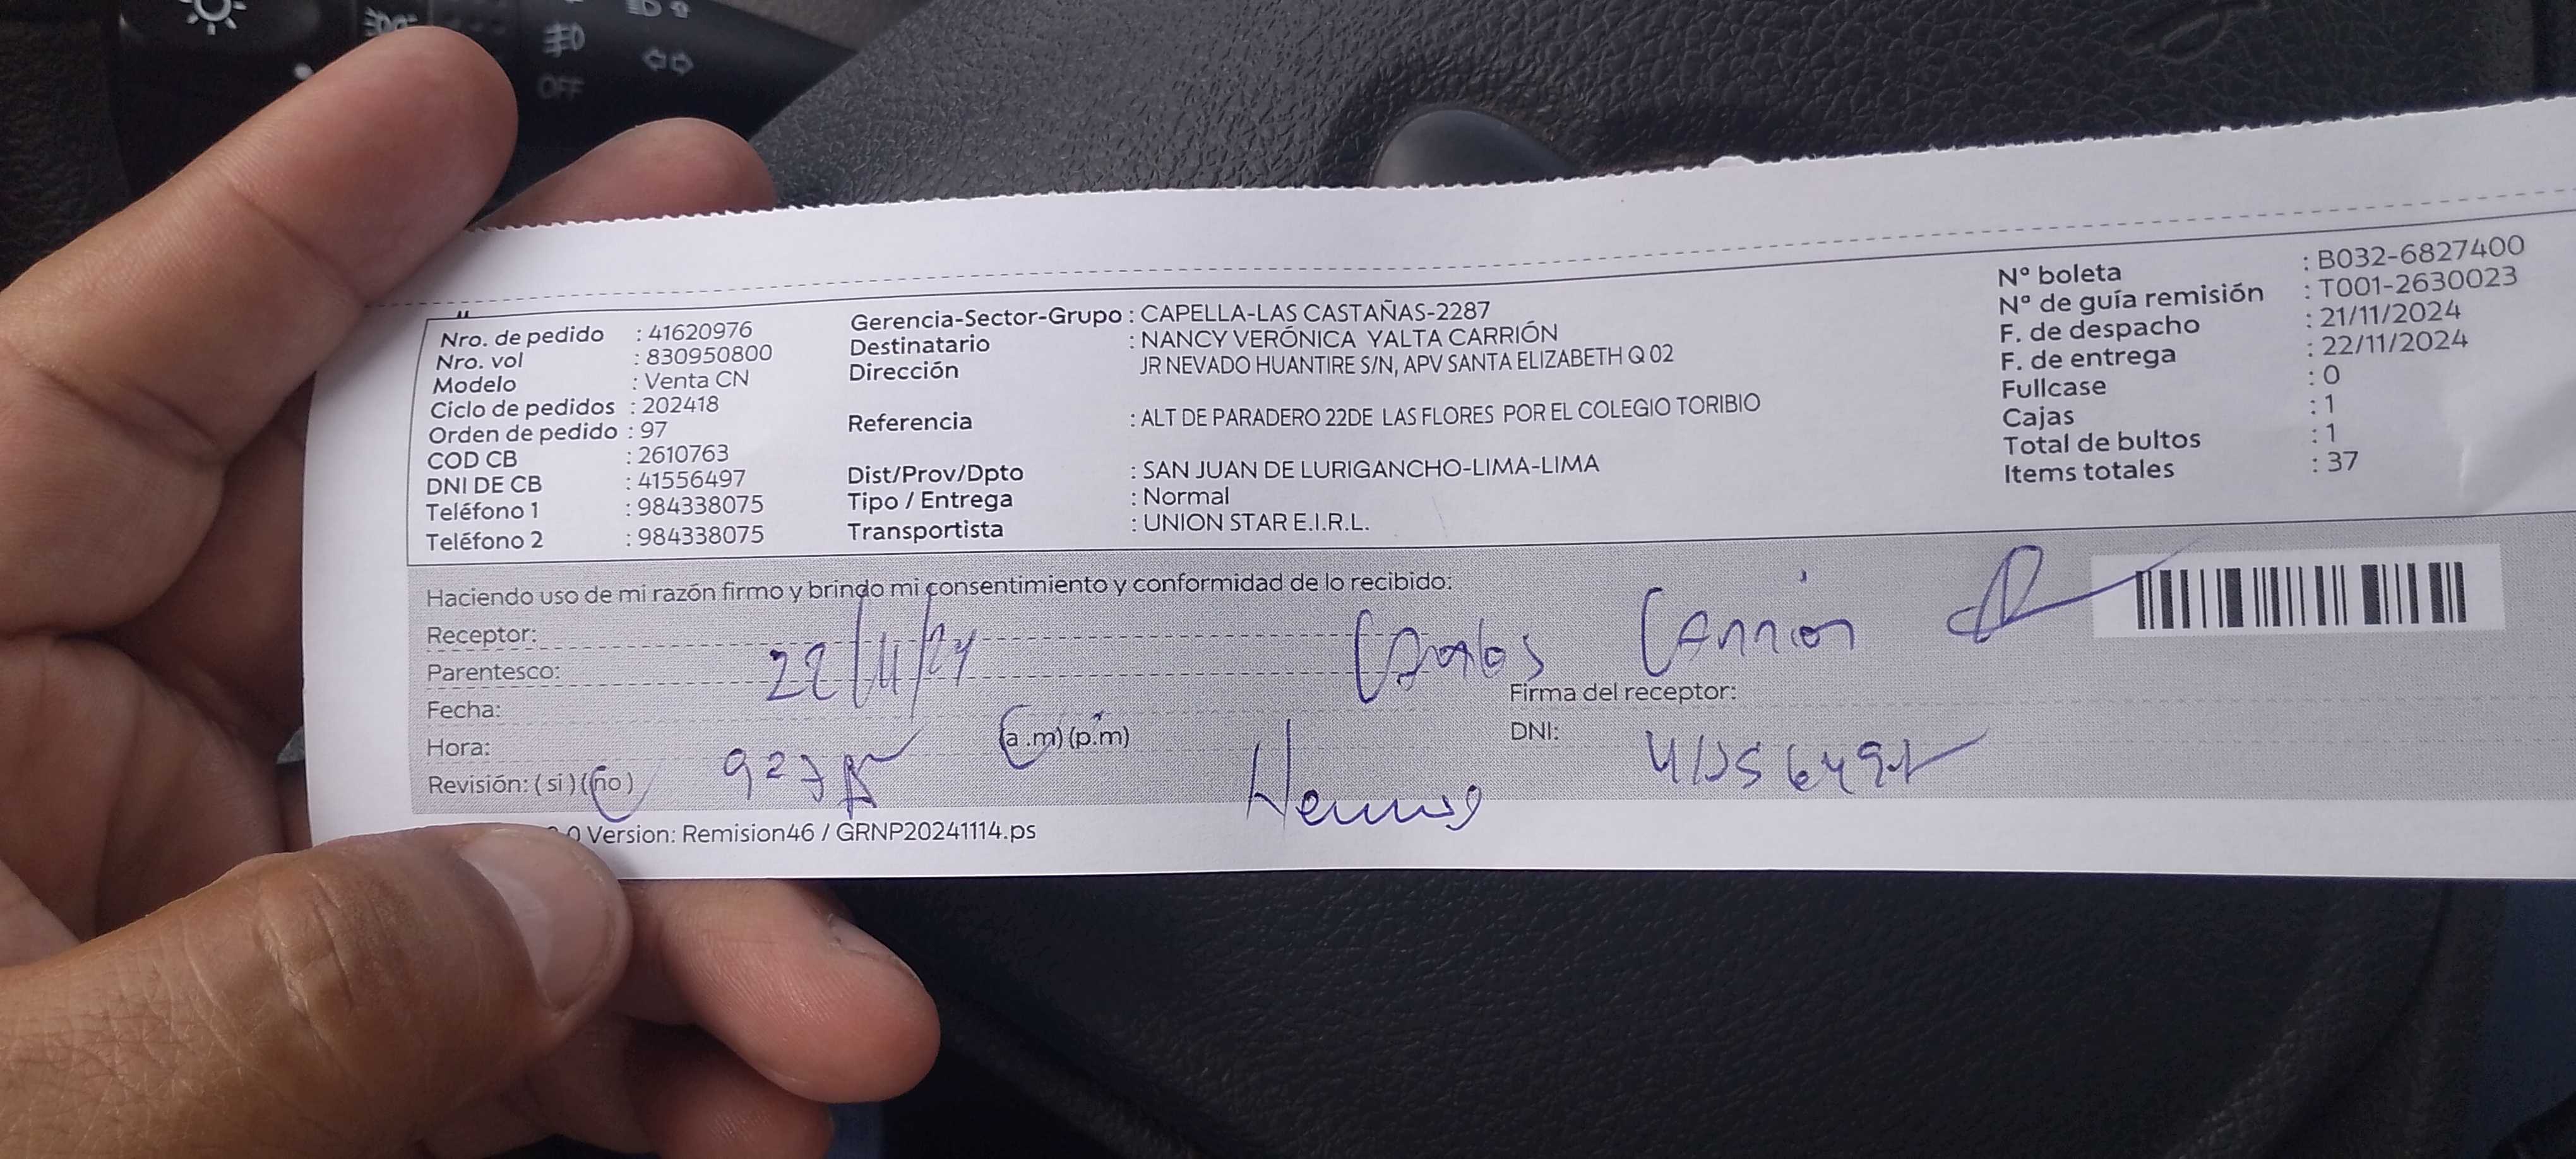 OFF
Nro. de pedido : 41620976
Nro. vol : 830950800
Modelo : Venta CN
Ciclo de pedidos : 202418
Orden de pedido : 97
COD CB : 2610763
DNI DE CB : 41556497
Teléfono 1 : 984338075
Teléfono 2 : 984338075
Gerencia-Sector-Grupo : CAPELLA-LAS CASTAÑAS-2287
Destinatario : NANCY VERÓNICA YALTA CARRIÓN
Dirección JR NEVADO HUANTIRE S/N, APV SANTA ELIZABETH Q 02
Referencia : ALT DE PARADERO 22DE LAS FLORES POR EL COLEGIO TORIBIO
Dist/Prov/Dpto : SAN JUAN DE LURIGANCHO-LIMA-LIMA
Tipo / Entrega : Normal
Transportista : UNION STAR E.I.R.L.
Nº boleta : B032-6827400
Nº de guía remisión : T001-2630023
F. de despacho : 21/11/2024
F. de entrega : 22/11/2024
Fullcase : 0
Cajas : 1
Total de bultos : 1
Items totales : 37
Haciendo uso de mi razón firmo y brindo mi consentimiento y conformidad de lo recibido:
Receptor:
Parentesco:
Fecha: 22/11/24
Hora: (a.m) (p.m)
Revisión: ( si ) ( no )
Carlos Carrion
Firma del receptor:
DNI:
0 Version: Remision46 / GRNP20241114.ps